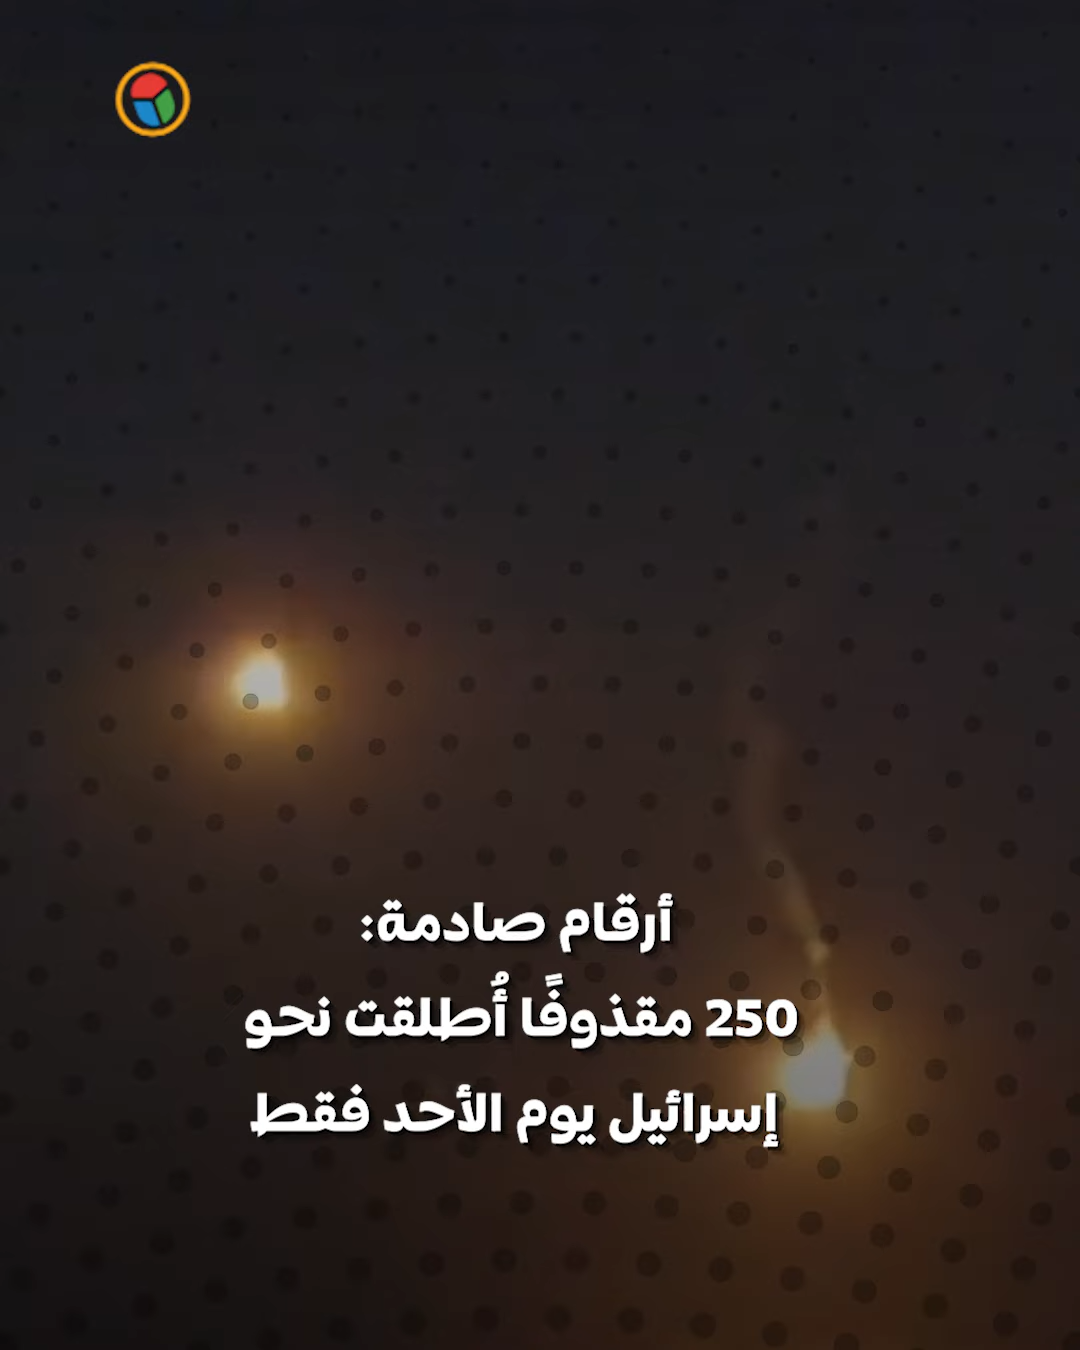 أرقام صادمة:
250 مقذوفًا أُطلقت نحو
إسرائيل يوم الأحد فقط